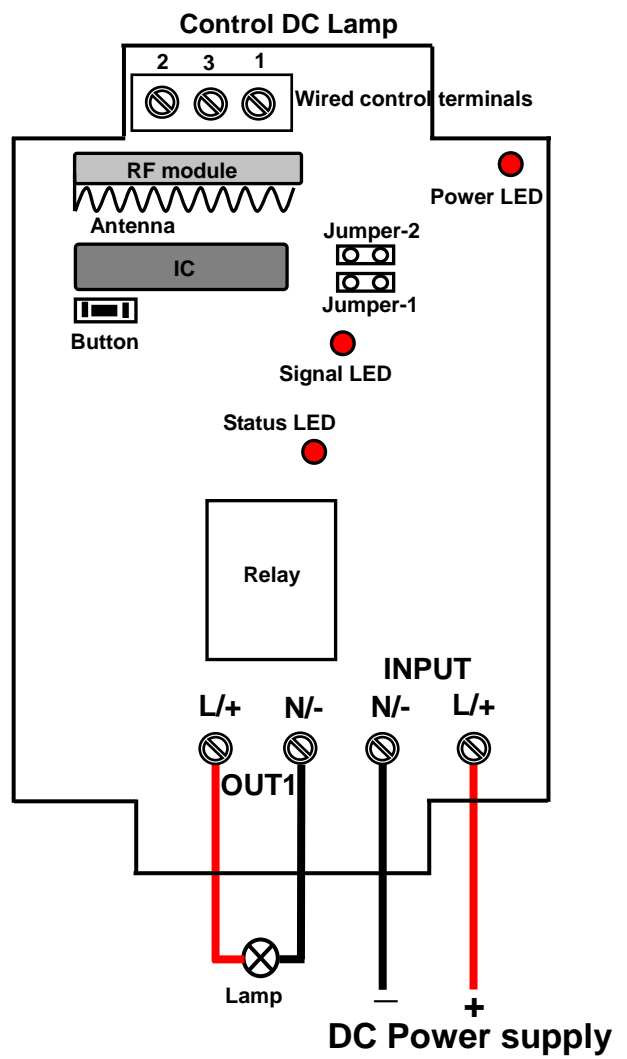 Control DC Lamp
2 3 1
Wired control terminals
RF module
Power LED
Antenna
Jumper-2
IC
Jumper-1
Button
Signal LED
Status LED
Relay
INPUT
L/+ N/- N/- L/+
OUT1
Lamp
— +
DC Power supply